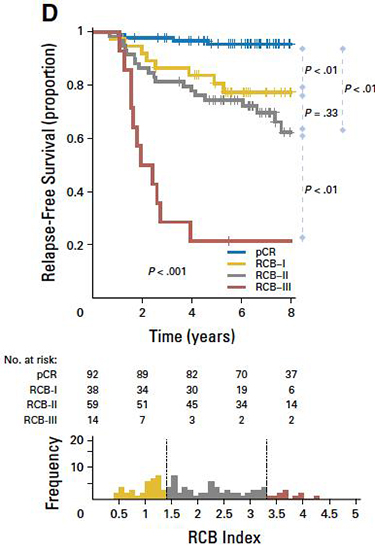 D
Relapse-Free Survival (proportion)
1.0
0.8
0.6
0.4
0.2
0
2
4
6
8
Time (years)
P < .001
pCR
RCB–I
RCB–II
RCB–III
P < .01
P = .33
P < .01
P < .01
No. at risk:
pCR 92 89 82 70 37
RCB-I 38 34 30 19 6
RCB-II 59 51 45 34 14
RCB-III 14 7 3 2 2
Frequency
20
10
0.5 1 1.5 2 2.5 3 3.5 4 4.5 5
RCB Index